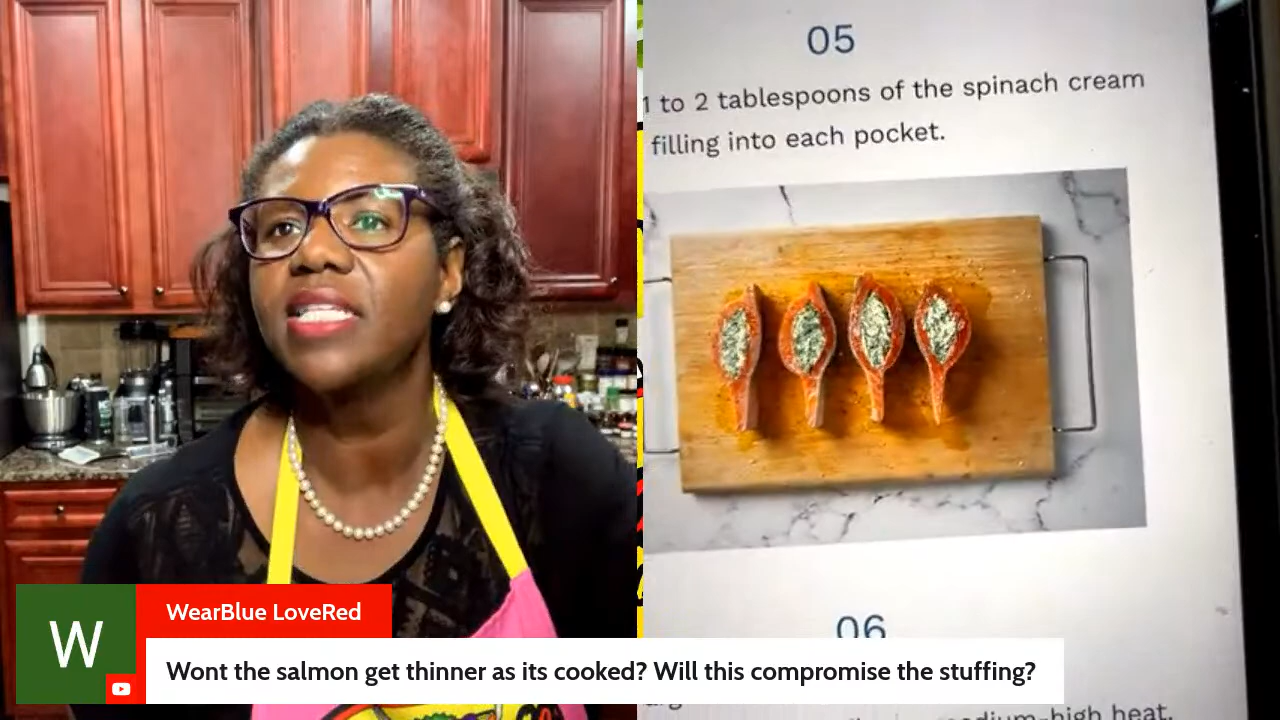 05
1 to 2 tablespoons of the spinach cream
filling into each pocket.
06
medium-high heat.
W
WearBlue LoveRed
Wont the salmon get thinner as its cooked? Will this compromise the stuffing?